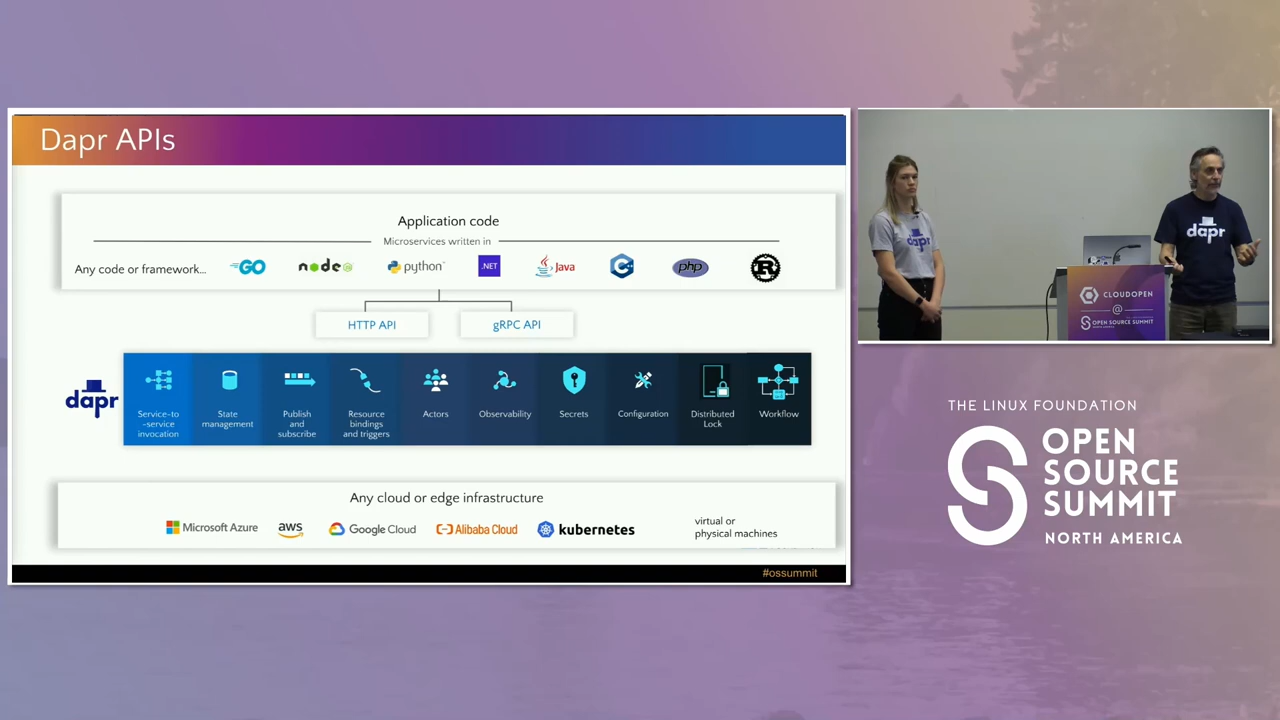 Dapr APIs
Application code
Microservices written in
Any code or framework...
GO
node
JS
python
.NET
Java
C++
php
R
HTTP API
gRPC API
dapr
Service-to
-service
invocation
State
management
Publish
and
subscribe
Resource
bindings
and triggers
Actors
Observability
Secrets
Configuration
Distributed
Lock
Workflow
Any cloud or edge infrastructure
Microsoft Azure
aws
Google Cloud
Alibaba Cloud
kubernetes
virtual or
physical machines
#ossummit
dapr
dapr
CLOUDOPEN
@
OPEN SOURCE SUMMIT
THE LINUX FOUNDATION
OPEN
SOURCE
SUMMIT
NORTH AMERICA